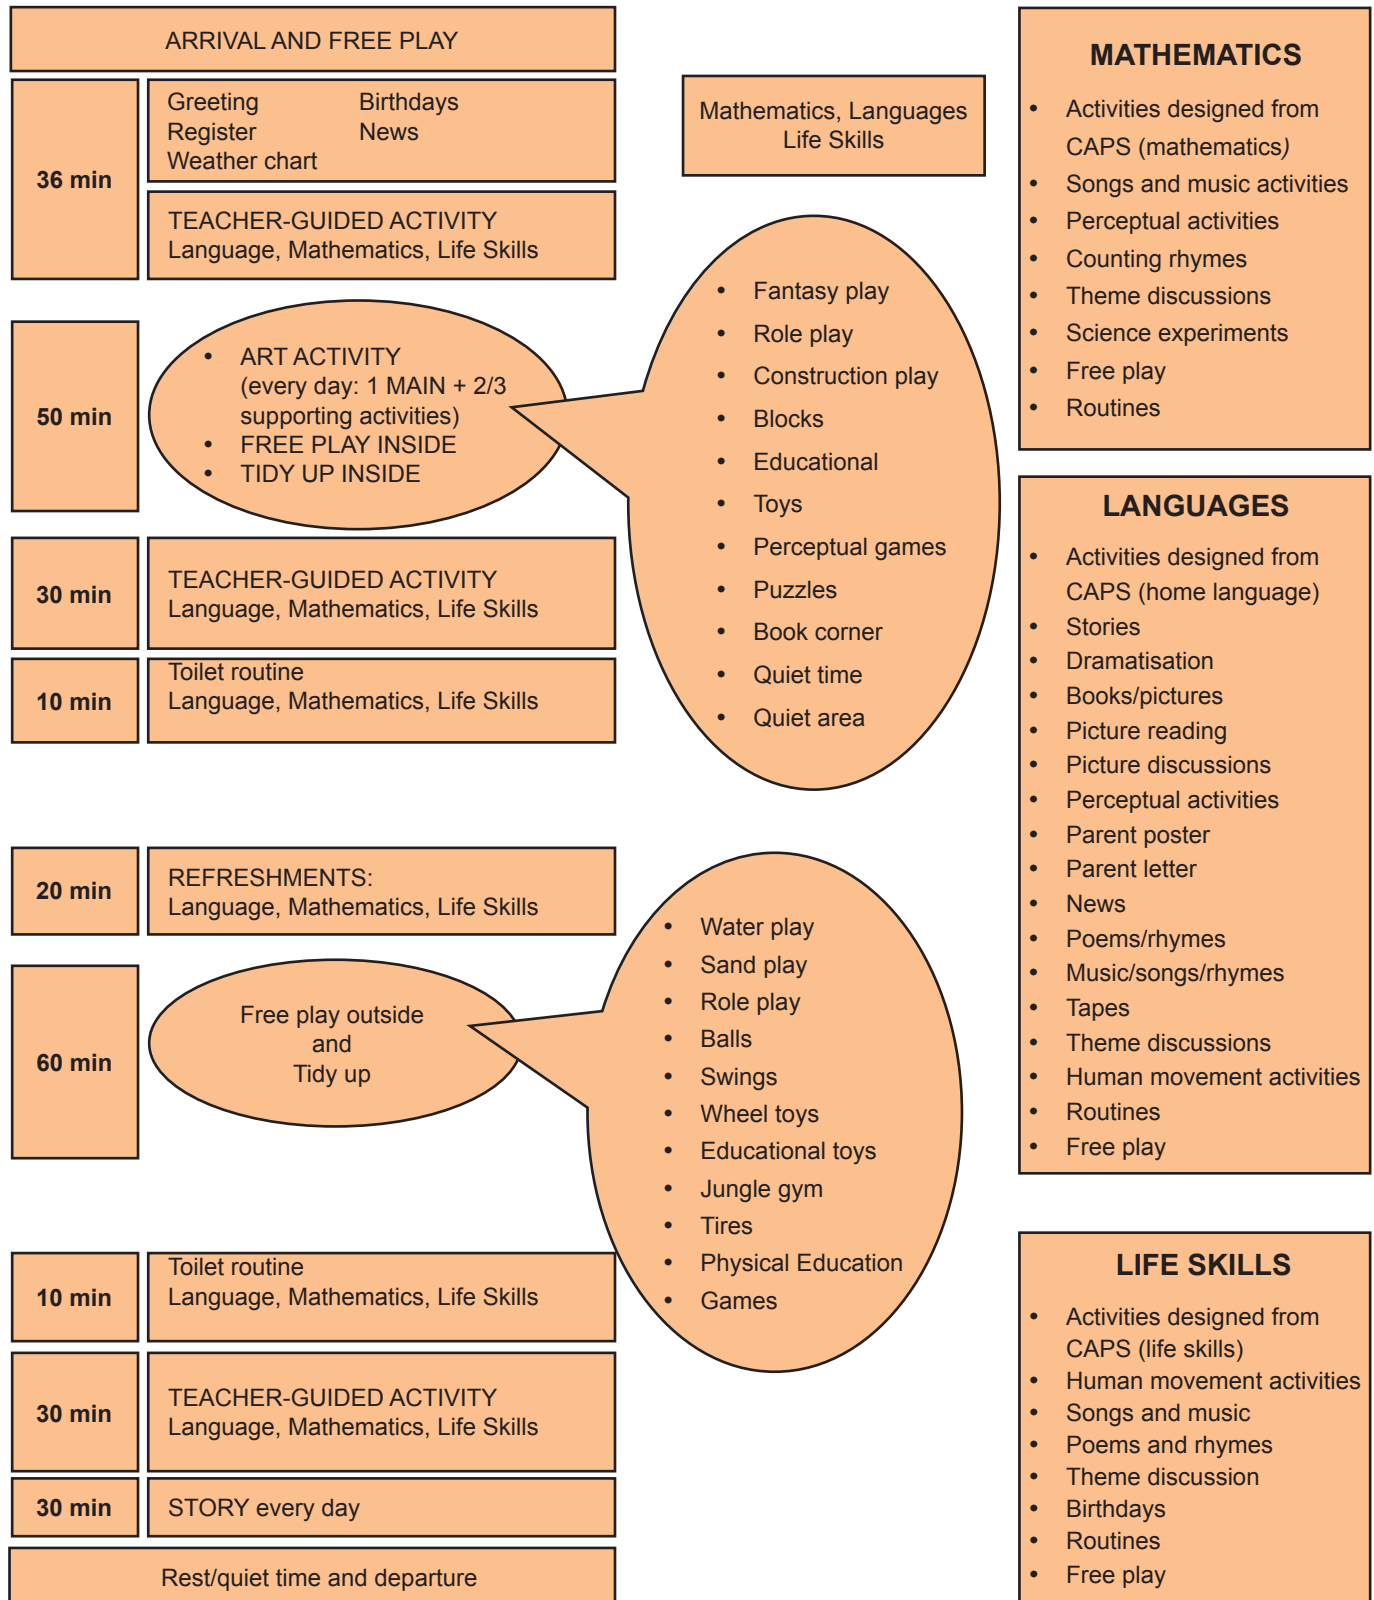 ARRIVAL AND FREE PLAY
36 min
Greeting Birthdays
Register News
Weather chart
TEACHER-GUIDED ACTIVITY
Language, Mathematics, Life Skills
50 min
• ART ACTIVITY
(every day: 1 MAIN + 2/3
supporting activities)
• FREE PLAY INSIDE
• TIDY UP INSIDE
30 min
TEACHER-GUIDED ACTIVITY
Language, Mathematics, Life Skills
10 min
Toilet routine
Language, Mathematics, Life Skills
20 min
REFRESHMENTS:
Language, Mathematics, Life Skills
60 min
Free play outside
and
Tidy up
10 min
Toilet routine
Language, Mathematics, Life Skills
30 min
TEACHER-GUIDED ACTIVITY
Language, Mathematics, Life Skills
30 min
STORY every day
Rest/quiet time and departure
Mathematics, Languages
Life Skills
• Fantasy play
• Role play
• Construction play
• Blocks
• Educational
• Toys
• Perceptual games
• Puzzles
• Book corner
• Quiet time
• Quiet area
• Water play
• Sand play
• Role play
• Balls
• Swings
• Wheel toys
• Educational toys
• Jungle gym
• Tires
• Physical Education
• Games
MATHEMATICS
• Activities designed from
CAPS (mathematics)
• Songs and music activities
• Perceptual activities
• Counting rhymes
• Theme discussions
• Science experiments
• Free play
• Routines
LANGUAGES
• Activities designed from
CAPS (home language)
• Stories
• Dramatisation
• Books/pictures
• Picture reading
• Picture discussions
• Perceptual activities
• Parent poster
• Parent letter
• News
• Poems/rhymes
• Music/songs/rhymes
• Tapes
• Theme discussions
• Human movement activities
• Routines
• Free play
LIFE SKILLS
• Activities designed from
CAPS (life skills)
• Human movement activities
• Songs and music
• Poems and rhymes
• Theme discussion
• Birthdays
• Routines
• Free play